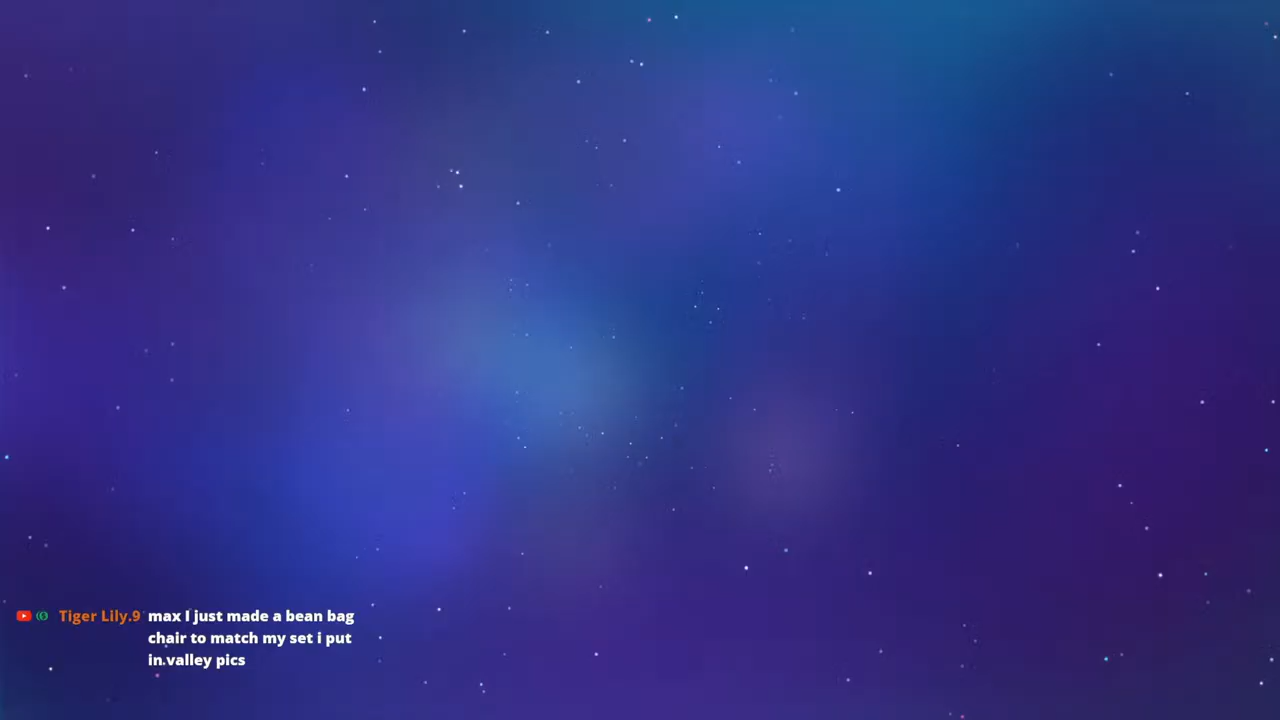 Tiger Lily.9 max I just made a bean bag
chair to match my set i put
in valley pics